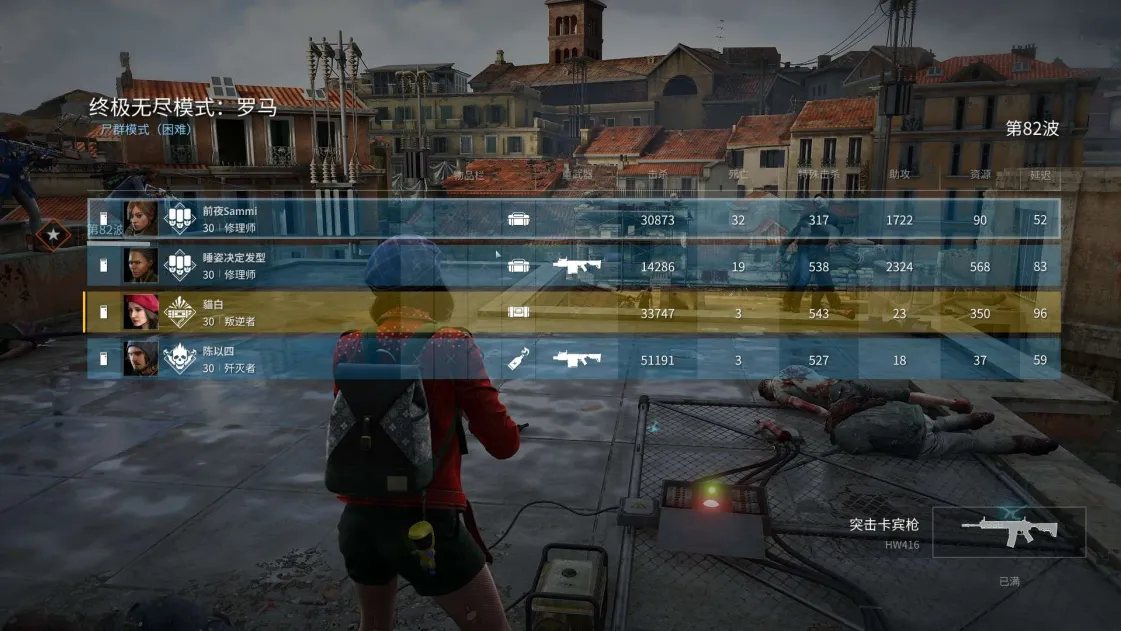 终极无尽模式：罗马
尸群模式（困难）
第82波
物品栏 重武器 击杀 死亡 特殊击杀 助攻 资源 延迟
前夜Sammi
30 修理师
30873 32 317 1722 90 52
第82波
睡姿决定发型
30 修理师
14286 19 538 2324 568 83
貓白
30 叛逆者
33747 3 543 23 350 96
陈以四
30 歼灭者
51191 3 527 18 37 59
突击卡宾枪
HW416
已满